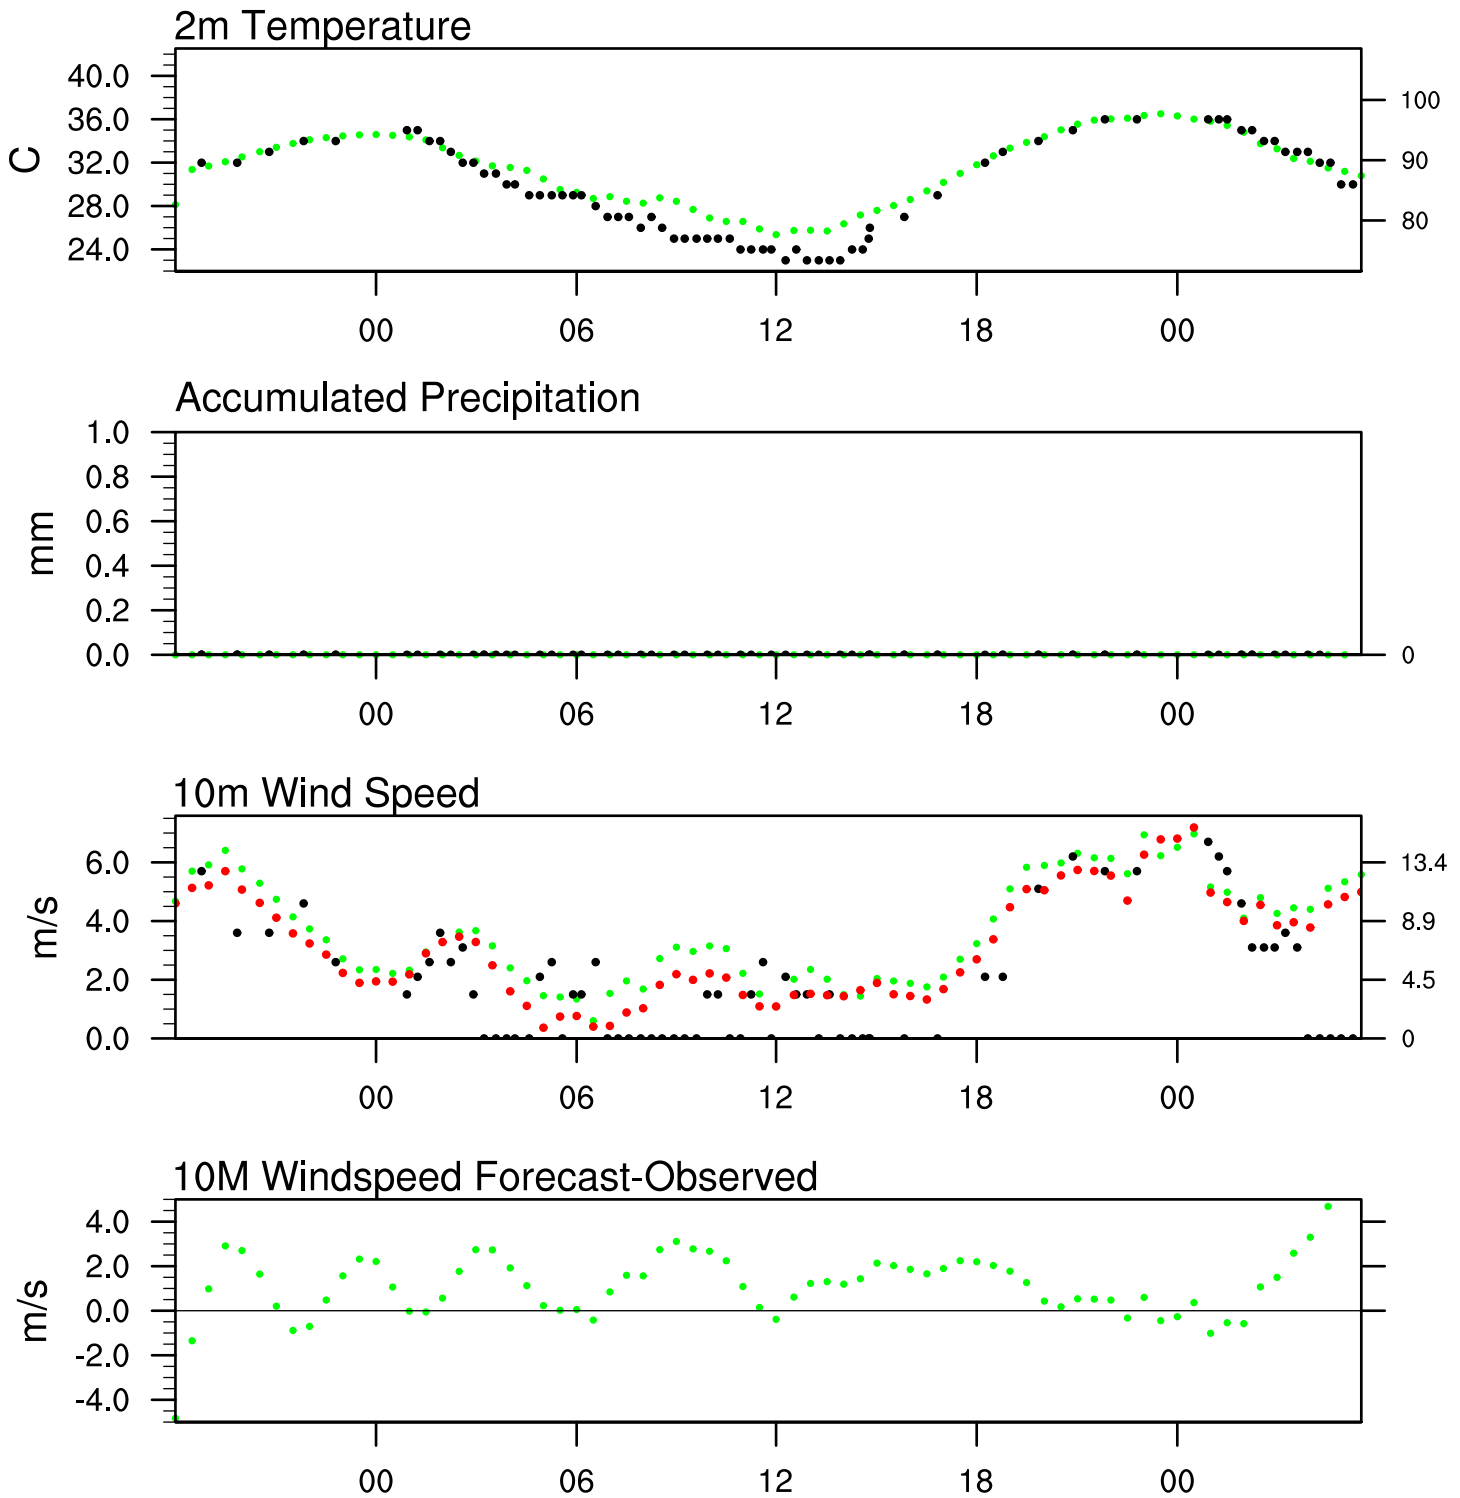 2m Temperature
40.0
36.0
32.0
28.0
24.0
C
100
90
80
00 06 12 18 00
Accumulated Precipitation
1.0
0.8
0.6
0.4
0.2
0.0
mm
0
00 06 12 18 00
10m Wind Speed
6.0
4.0
2.0
0.0
m/s
13.4
8.9
4.5
0
00 06 12 18 00
10M Windspeed Forecast-Observed
4.0
2.0
0.0
-2.0
-4.0
m/s
00 06 12 18 00